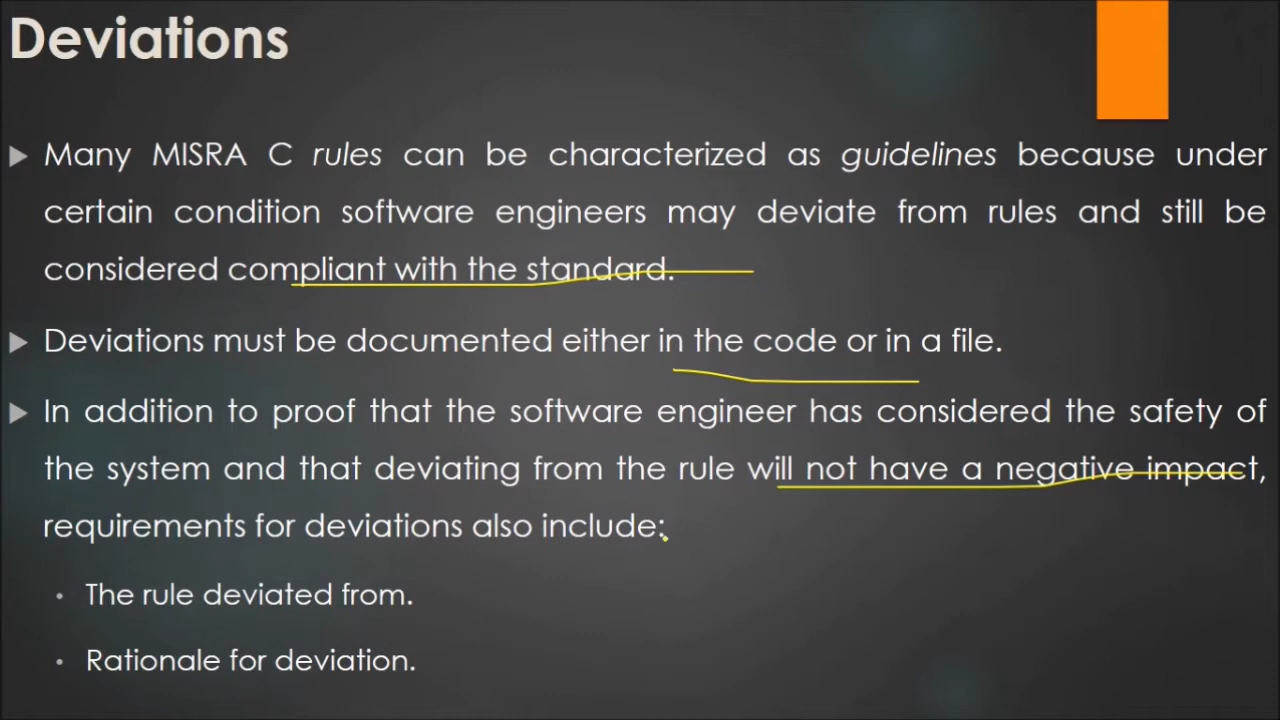 Deviations
Many MISRA C rules can be characterized as guidelines because under
certain condition software engineers may deviate from rules and still be
considered compliant with the standard.
Deviations must be documented either in the code or in a file.
In addition to proof that the software engineer has considered the safety of
the system and that deviating from the rule will not have a negative impact,
requirements for deviations also include:
The rule deviated from.
Rationale for deviation.